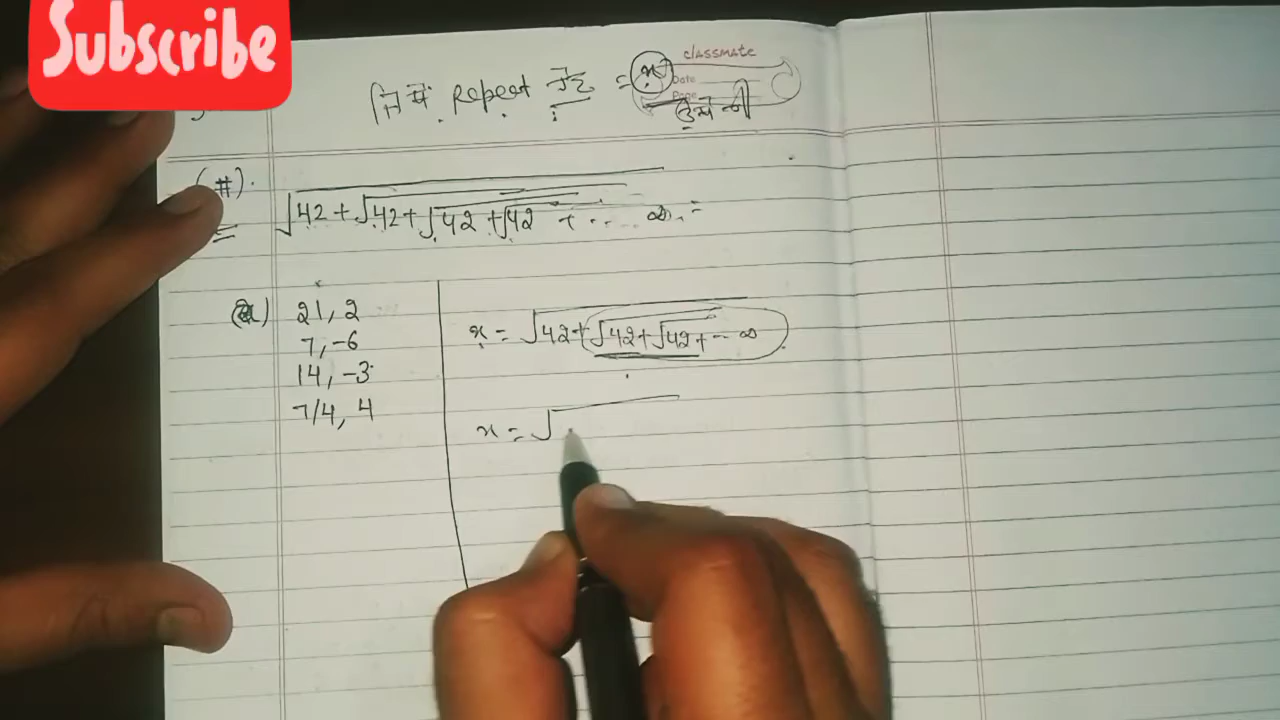 Subscribe
classmate
Date
Page
repeat = x
(#).
√42 + √42 + √42 + √42 + ... ∞ =
21, 2
7, -6
14, -3
7/4, 4
x = √42 + √42 + √42 + ... ∞
x = √